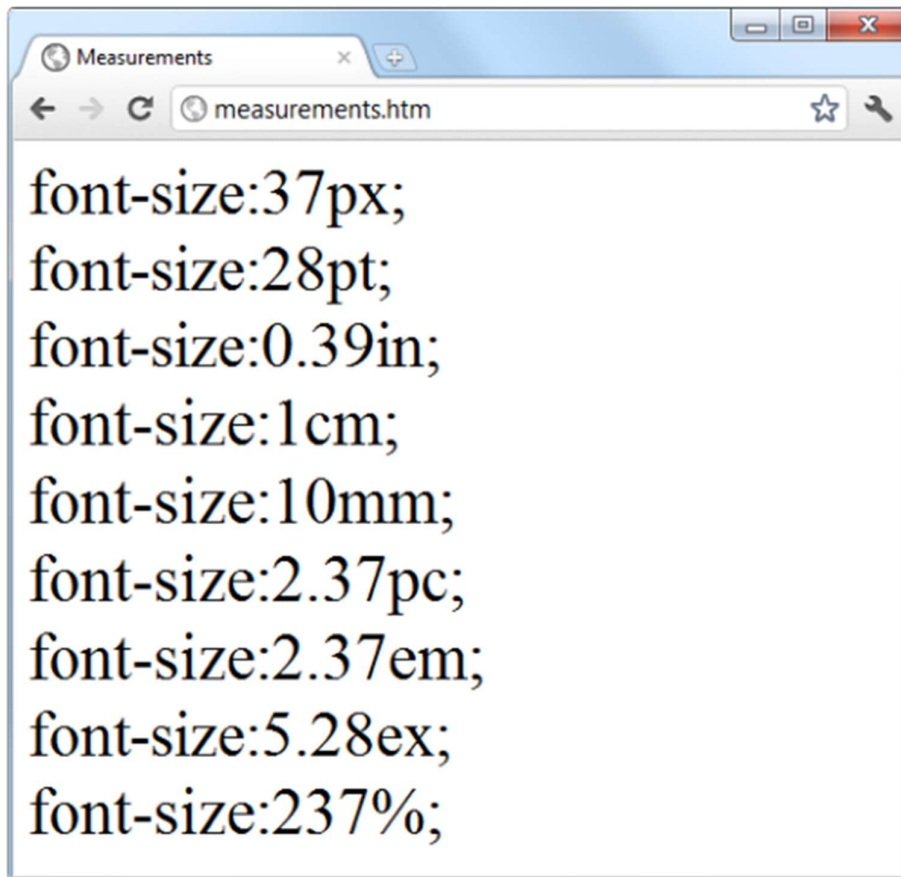 Measurements
measurements.htm
font-size:37px;
font-size:28pt;
font-size:0.39in;
font-size:1cm;
font-size:10mm;
font-size:2.37pc;
font-size:2.37em;
font-size:5.28ex;
font-size:237%;